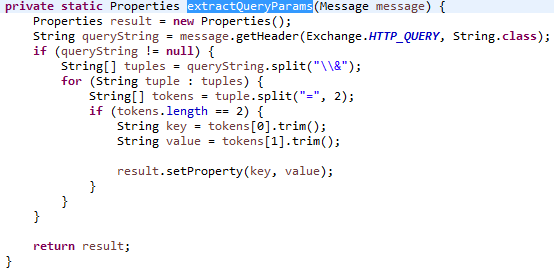 private static Properties extractQueryParams(Message message) {
    Properties result = new Properties();
    String queryString = message.getHeader(Exchange.HTTP_QUERY, String.class);
    if (queryString != null) {
        String[] tuples = queryString.split("\\&");
        for (String tuple : tuples) {
            String[] tokens = tuple.split("=", 2);
            if (tokens.length == 2) {
                String key = tokens[0].trim();
                String value = tokens[1].trim();

                result.setProperty(key, value);
            }
        }
    }

    return result;
}